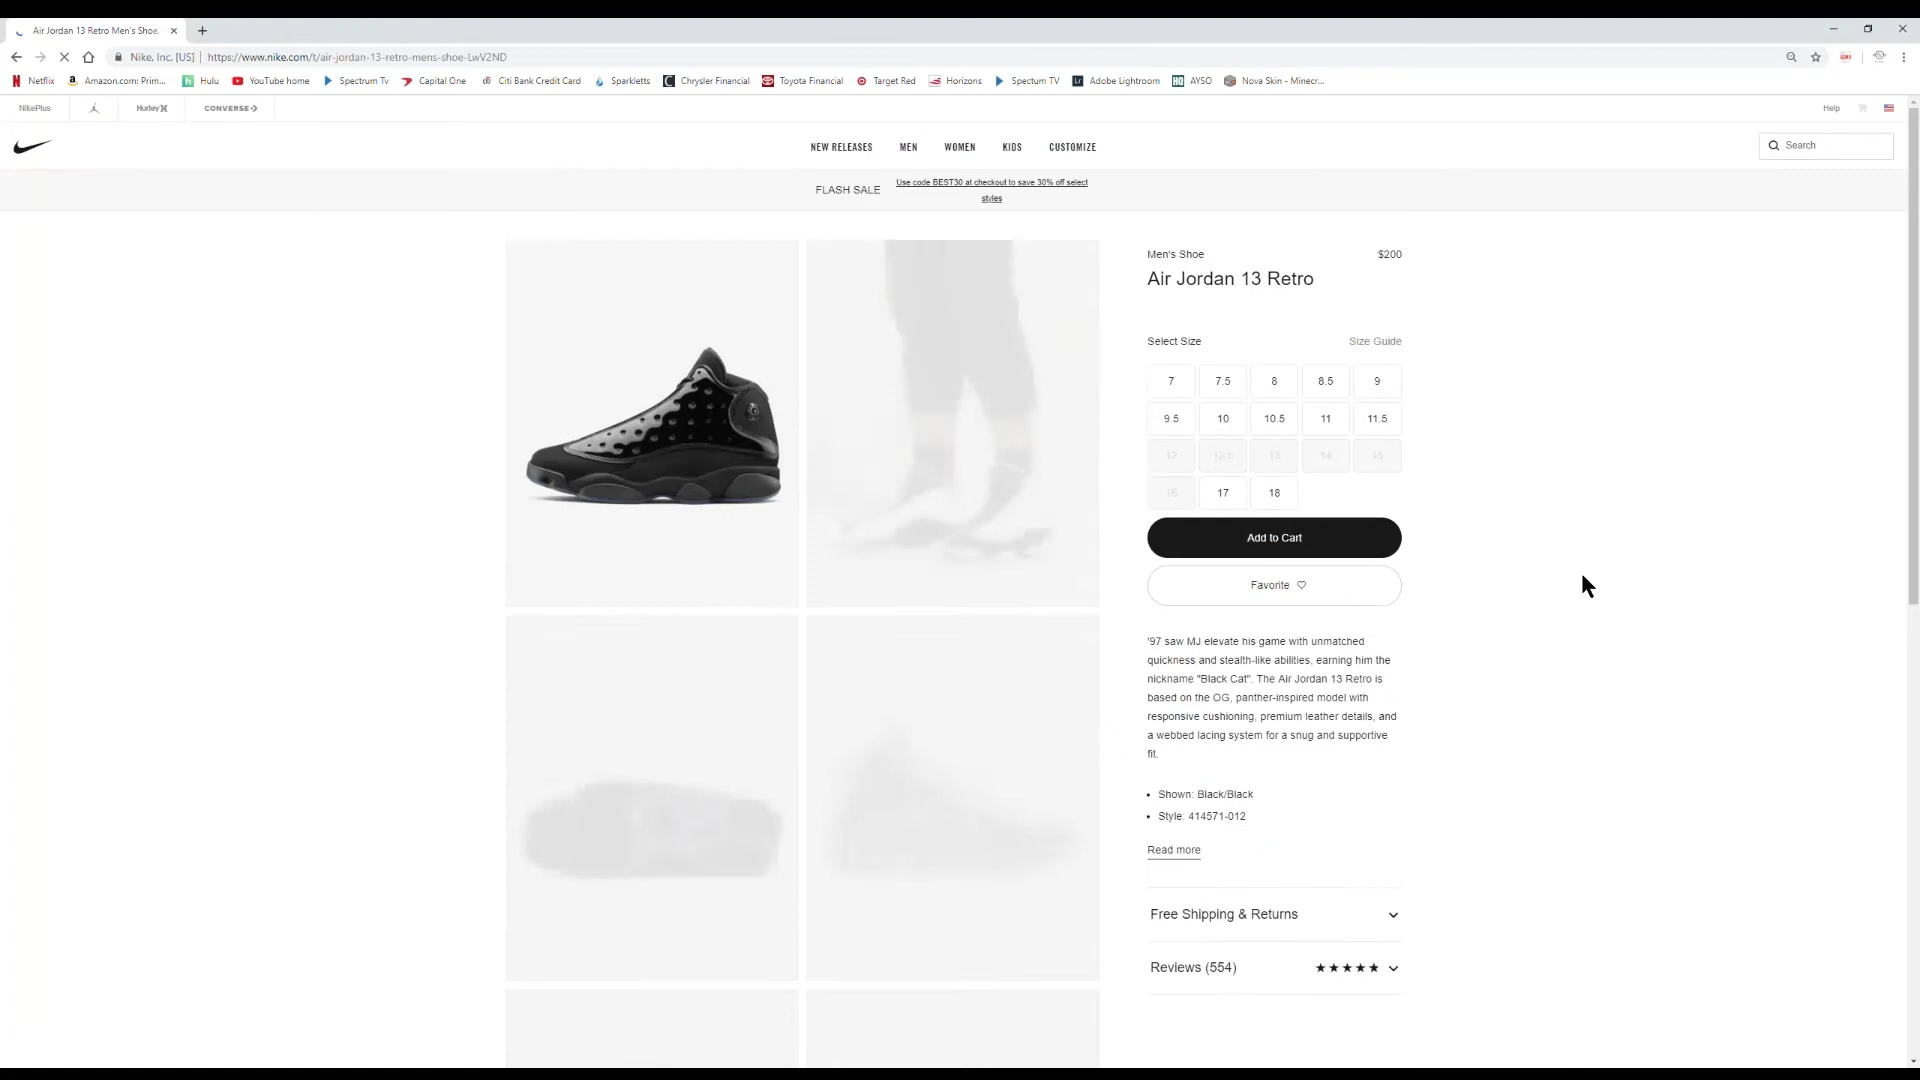 Air Jordan 13 Retro Men's Shoe.
Nike, Inc. [US] | https://www.nike.com/t/air-jordan-13-retro-mens-shoe-LwV2ND
Netflix Amazon.com: Prim... Hulu YouTube home Spectrum Tv Capital One Citi Bank Credit Card Sparkletts Chrysler Financial Toyota Financial Target Red Horizons Spectum TV Adobe Lightroom AYSO Nova Skin - Minecr...
NikePlus Hurley CONVERSE Help
NEW RELEASES MEN WOMEN KIDS CUSTOMIZE Search
FLASH SALE Use code BEST30 at checkout to save 30% off select
styles
Men's Shoe $200
Air Jordan 13 Retro
Select Size Size Guide
7 7.5 8 8.5 9
9.5 10 10.5 11 11.5
12 12.5 13 14 15
16 17 18
Add to Cart
Favorite
'97 saw MJ elevate his game with unmatched
quickness and stealth-like abilities, earning him the
nickname "Black Cat". The Air Jordan 13 Retro is
based on the OG, panther-inspired model with
responsive cushioning, premium leather details, and
a webbed lacing system for a snug and supportive
fit.
• Shown: Black/Black
• Style: 414571-012
Read more
Free Shipping & Returns
Reviews (554) ★★★★★